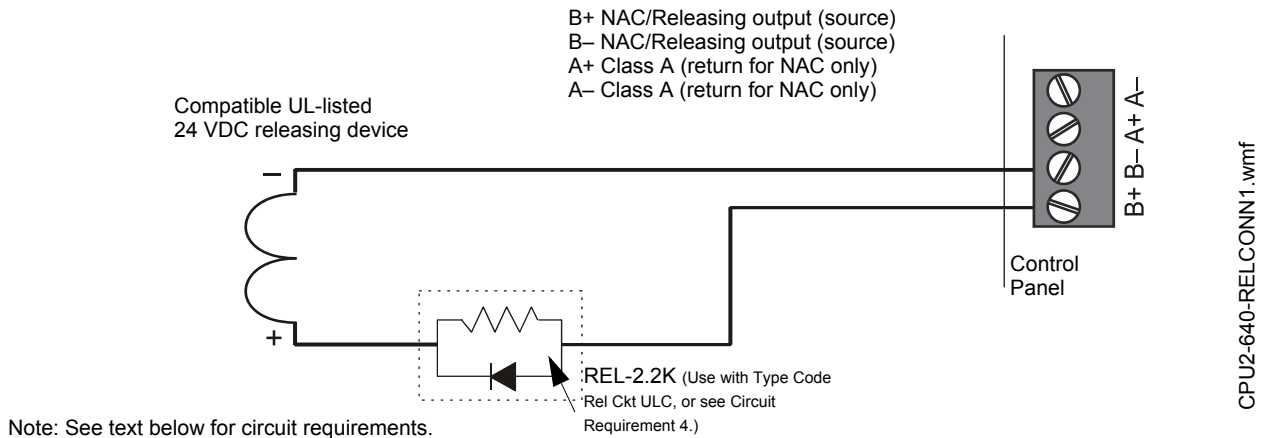 B+ NAC/Releasing output (source)
B– NAC/Releasing output (source)
A+ Class A (return for NAC only)
A– Class A (return for NAC only)
Compatible UL-listed
24 VDC releasing device
–
+
B+ B– A+ A–
Control
Panel
REL-2.2K (Use with Type Code
Rel Ckt ULC, or see Circuit
Requirement 4.)
Note: See text below for circuit requirements.
CPU2-640-RELCONN1.wmf